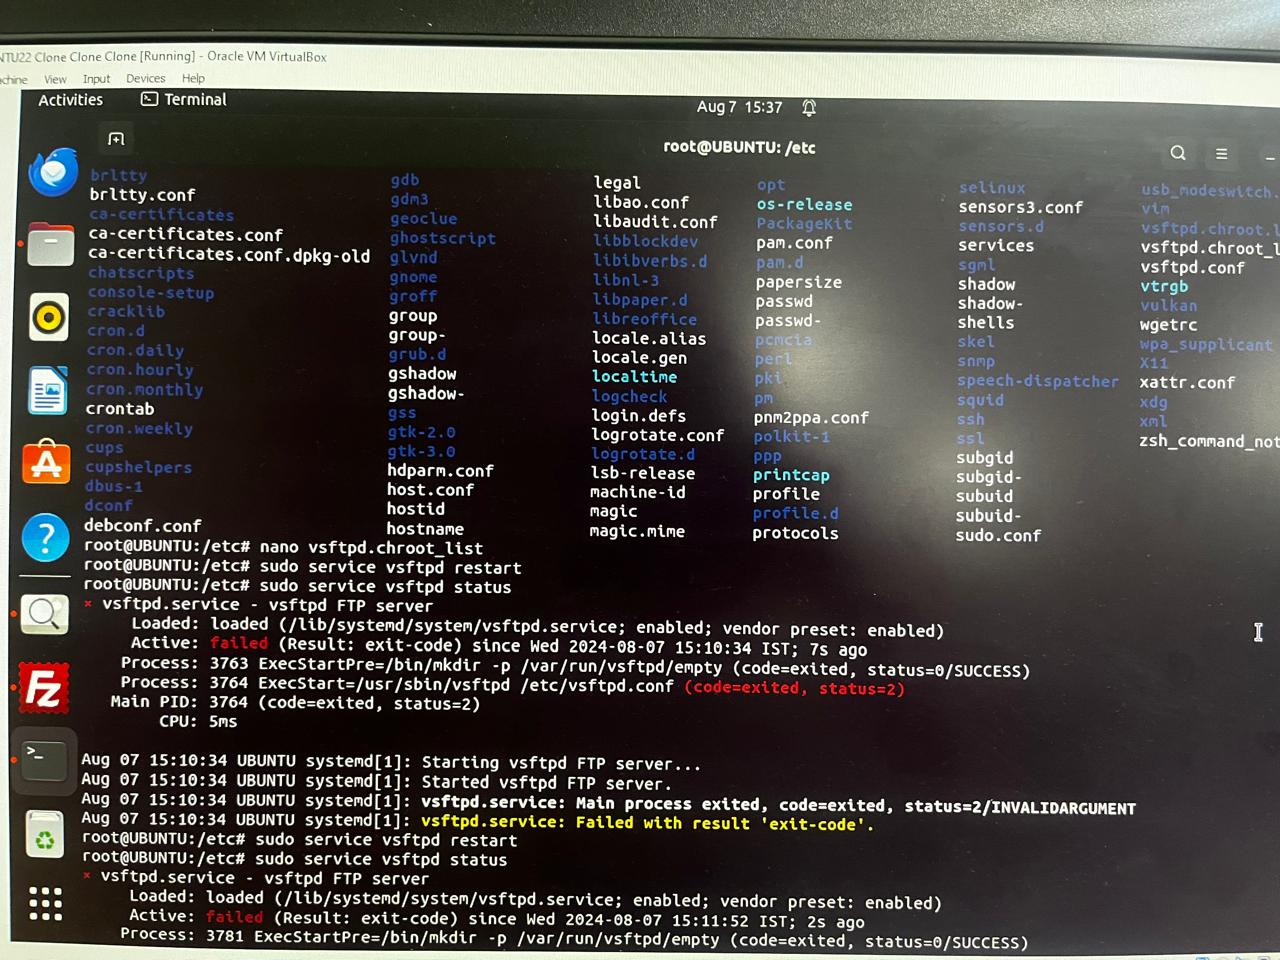 NTU22 Clone Clone Clone [Running] - Oracle VM VirtualBox
achine View Input Devices Help
Activities Terminal Aug 7 15:37
root@UBUNTU: /etc
brltty gdb legal opt selinux usb_modeswitch.
brltty.conf gdm3 libao.conf os-release sensors3.conf vim
ca-certificates geoclue libaudit.conf PackageKit sensors.d vsftpd.chroot.l
ca-certificates.conf ghostscript libblockdev pam.conf services vsftpd.chroot_l
ca-certificates.conf.dpkg-old glvnd libibverbs.d pam.d sgml vsftpd.conf
chatscripts gnome libnl-3 papersize shadow vtrgb
console-setup groff libpaper.d passwd shadow- vulkan
cracklib group libreoffice passwd- shells wgetrc
cron.d group- locale.alias pcmcia skel wpa_supplicant
cron.daily grub.d locale.gen perl snmp X11
cron.hourly gshadow localtime pki speech-dispatcher xattr.conf
cron.monthly gshadow- logcheck pm squid xdg
crontab gss login.defs pnm2ppa.conf ssh xml
cron.weekly gtk-2.0 logrotate.conf polkit-1 ssl zsh_command_not
cups gtk-3.0 logrotate.d ppp subgid
cupshelpers hdparm.conf lsb-release printcap subgid-
dbus-1 host.conf machine-id profile subuid
dconf hostid magic profile.d subuid-
debconf.conf hostname magic.mime protocols sudo.conf
root@UBUNTU:/etc# nano vsftpd.chroot_list
root@UBUNTU:/etc# sudo service vsftpd restart
root@UBUNTU:/etc# sudo service vsftpd status
× vsftpd.service - vsftpd FTP server
Loaded: loaded (/lib/systemd/system/vsftpd.service; enabled; vendor preset: enabled)
Active: failed (Result: exit-code) since Wed 2024-08-07 15:10:34 IST; 7s ago
Process: 3763 ExecStartPre=/bin/mkdir -p /var/run/vsftpd/empty (code=exited, status=0/SUCCESS)
Process: 3764 ExecStart=/usr/sbin/vsftpd /etc/vsftpd.conf (code=exited, status=2)
Main PID: 3764 (code=exited, status=2)
CPU: 5ms
Aug 07 15:10:34 UBUNTU systemd[1]: Starting vsftpd FTP server...
Aug 07 15:10:34 UBUNTU systemd[1]: Started vsftpd FTP server.
Aug 07 15:10:34 UBUNTU systemd[1]: vsftpd.service: Main process exited, code=exited, status=2/INVALIDARGUMENT
Aug 07 15:10:34 UBUNTU systemd[1]: vsftpd.service: Failed with result 'exit-code'.
root@UBUNTU:/etc# sudo service vsftpd restart
root@UBUNTU:/etc# sudo service vsftpd status
× vsftpd.service - vsftpd FTP server
Loaded: loaded (/lib/systemd/system/vsftpd.service; enabled; vendor preset: enabled)
Active: failed (Result: exit-code) since Wed 2024-08-07 15:11:52 IST; 2s ago
Process: 3781 ExecStartPre=/bin/mkdir -p /var/run/vsftpd/empty (code=exited, status=0/SUCCESS)